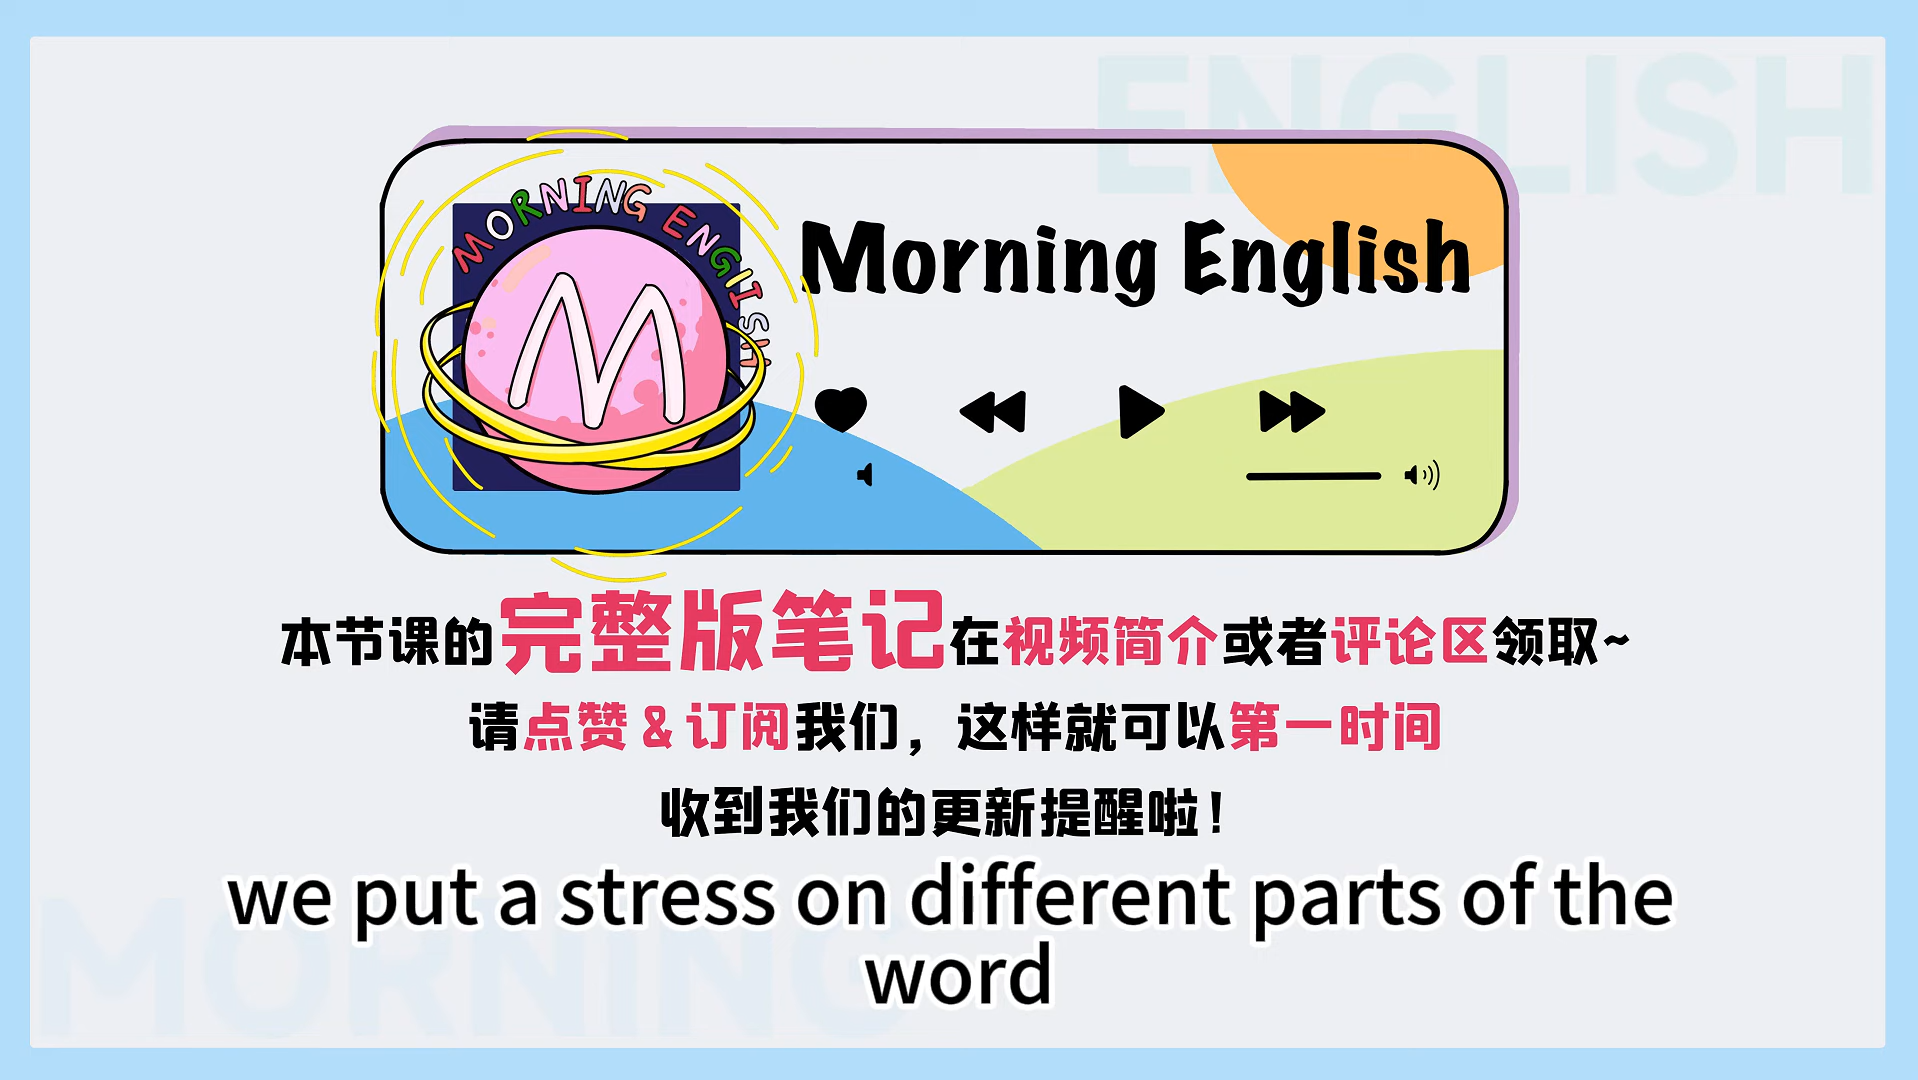 ENGLISH
MORNING ENGLISH
M
Morning English
本节课的完整版笔记在视频简介或者评论区领取~
请点赞&订阅我们，这样就可以第一时间
收到我们的更新提醒啦！
we put a stress on different parts of the
word
MORNING